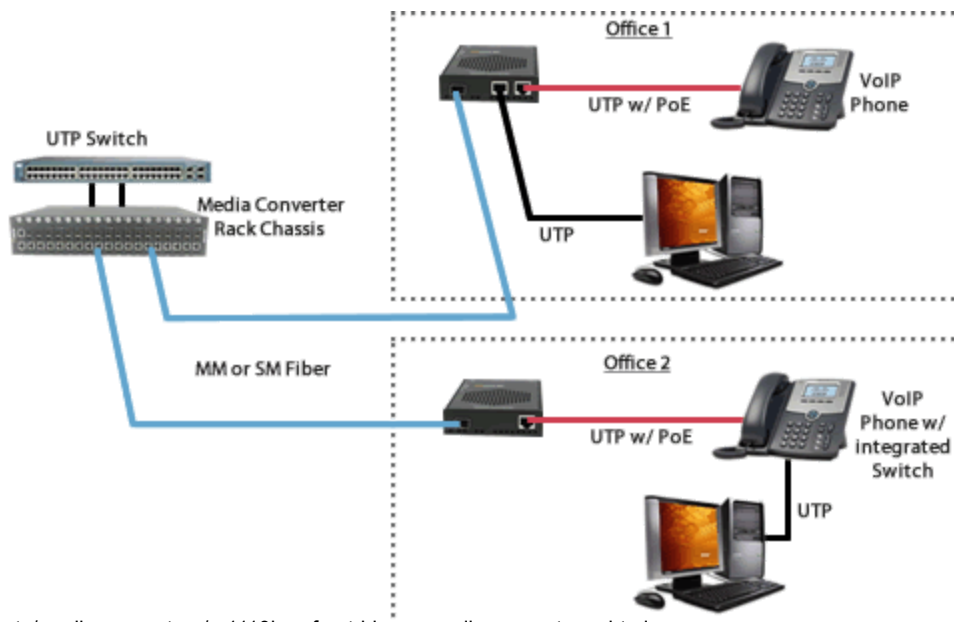 Office 1
VoIP
Phone
UTP w/ PoE
UTP Switch
Media Converter
Rack Chassis
UTP
MM or SM Fiber
Office 2
VoIP
Phone w/
integrated
Switch
UTP w/ PoE
UTP